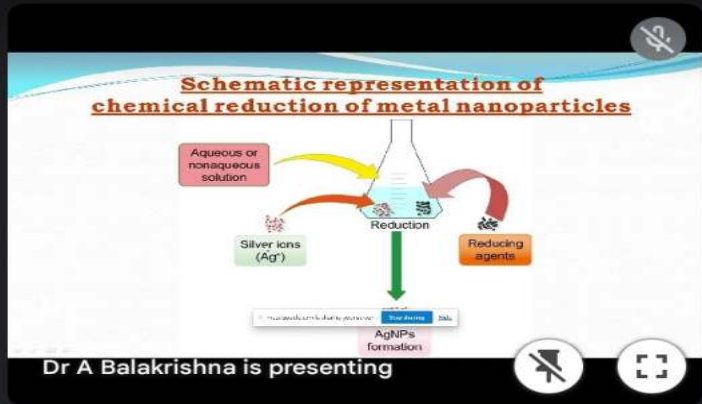 Schematic representation of
chemical reduction of metal nanoparticles
Aqueous or
nonaqueous
solution
Reduction
Silver ions
(Ag⁺)
Reducing
agents
Stop sharing
Hide
AgNPs
formation
Dr A Balakrishna is presenting